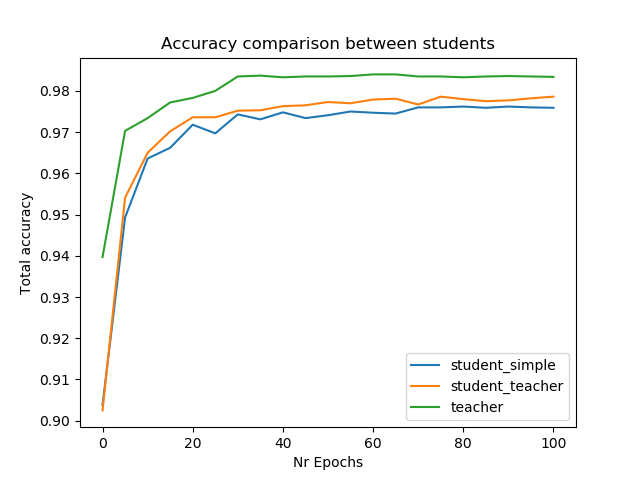 Accuracy comparison between students
Total accuracy
0.98
0.97
0.96
0.95
0.94
0.93
0.92
0.91
0.90
0
20
40
60
80
100
Nr Epochs
student_simple
student_teacher
teacher